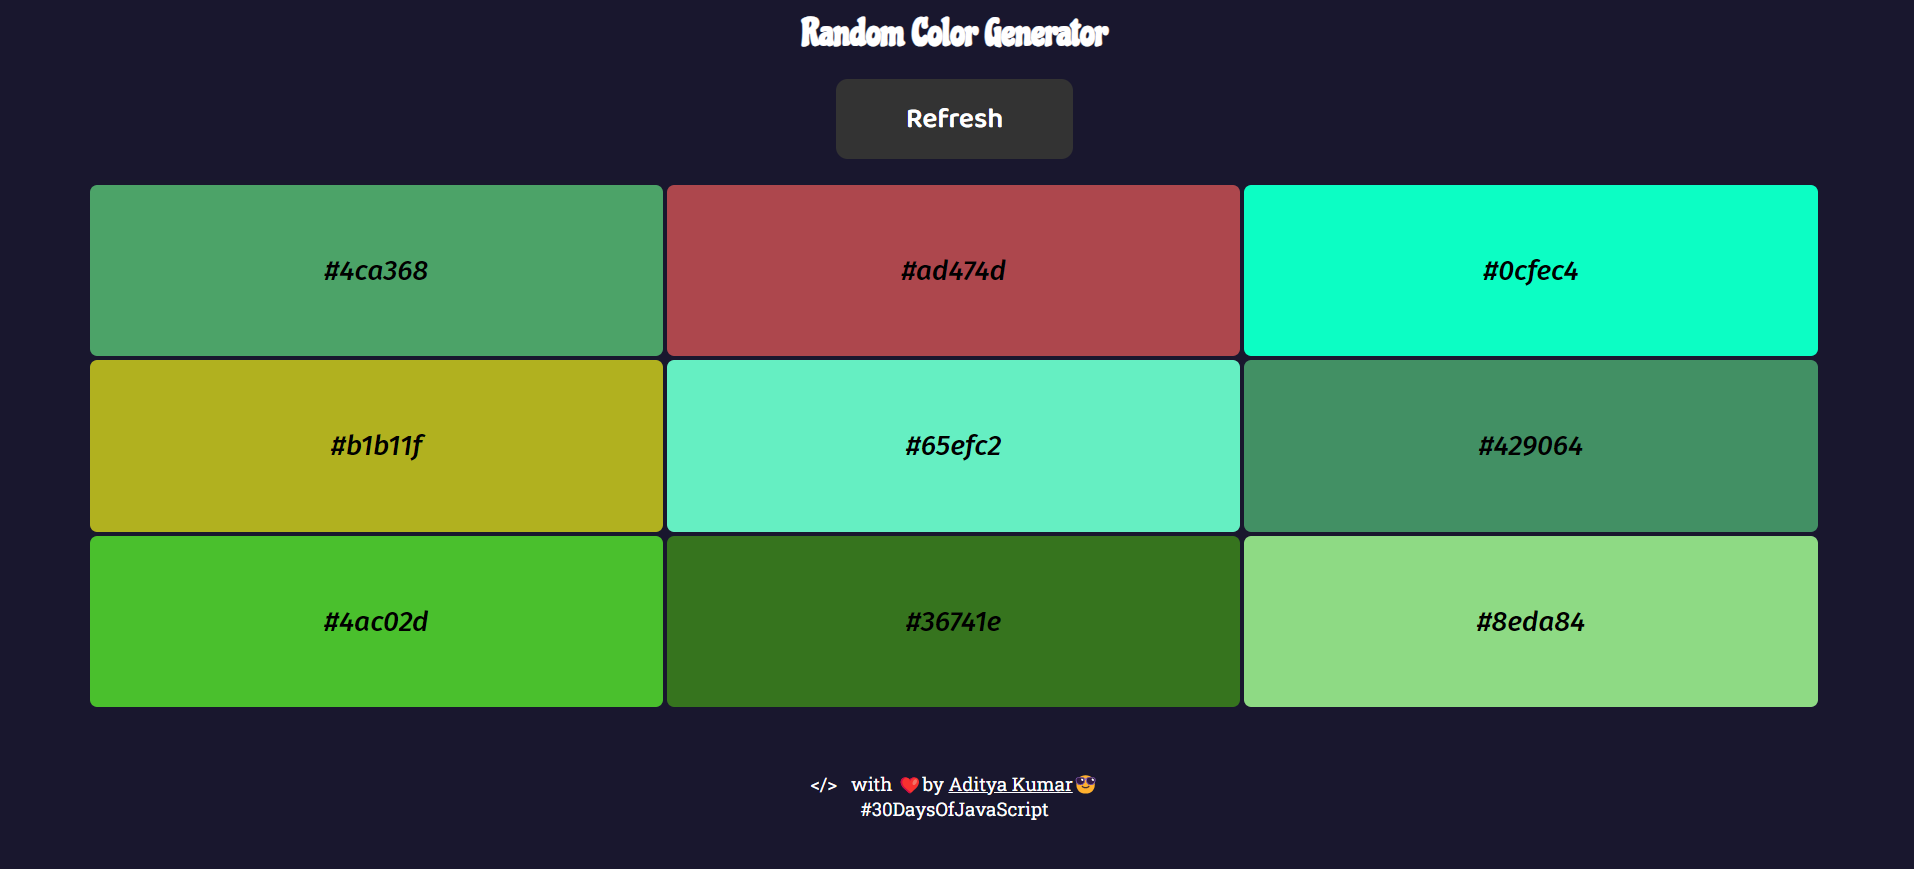 Random Color Generator
Refresh
#4ca368
#ad474d
#0cfec4
#b1b11f
#65efc2
#429064
#4ac02d
#36741e
#8eda84
</> with ❤️by Aditya Kumar😎
#30DaysOfJavaScript